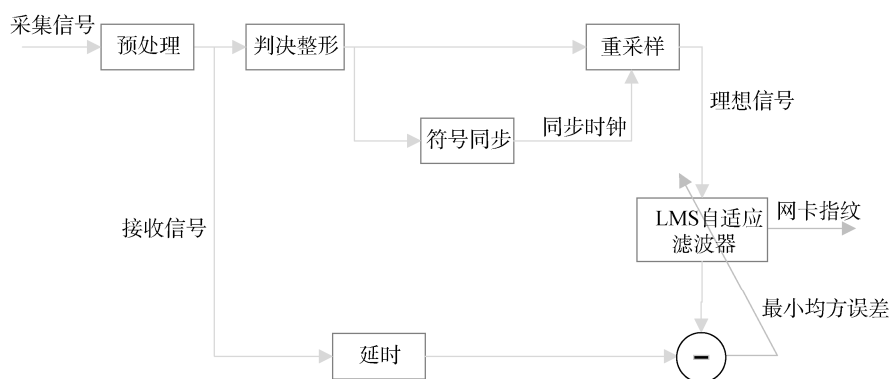 采集信号
预处理
判决整形
重采样
符号同步
同步时钟
理想信号
接收信号
LMS自适应
滤波器
网卡指纹
最小均方误差
延时